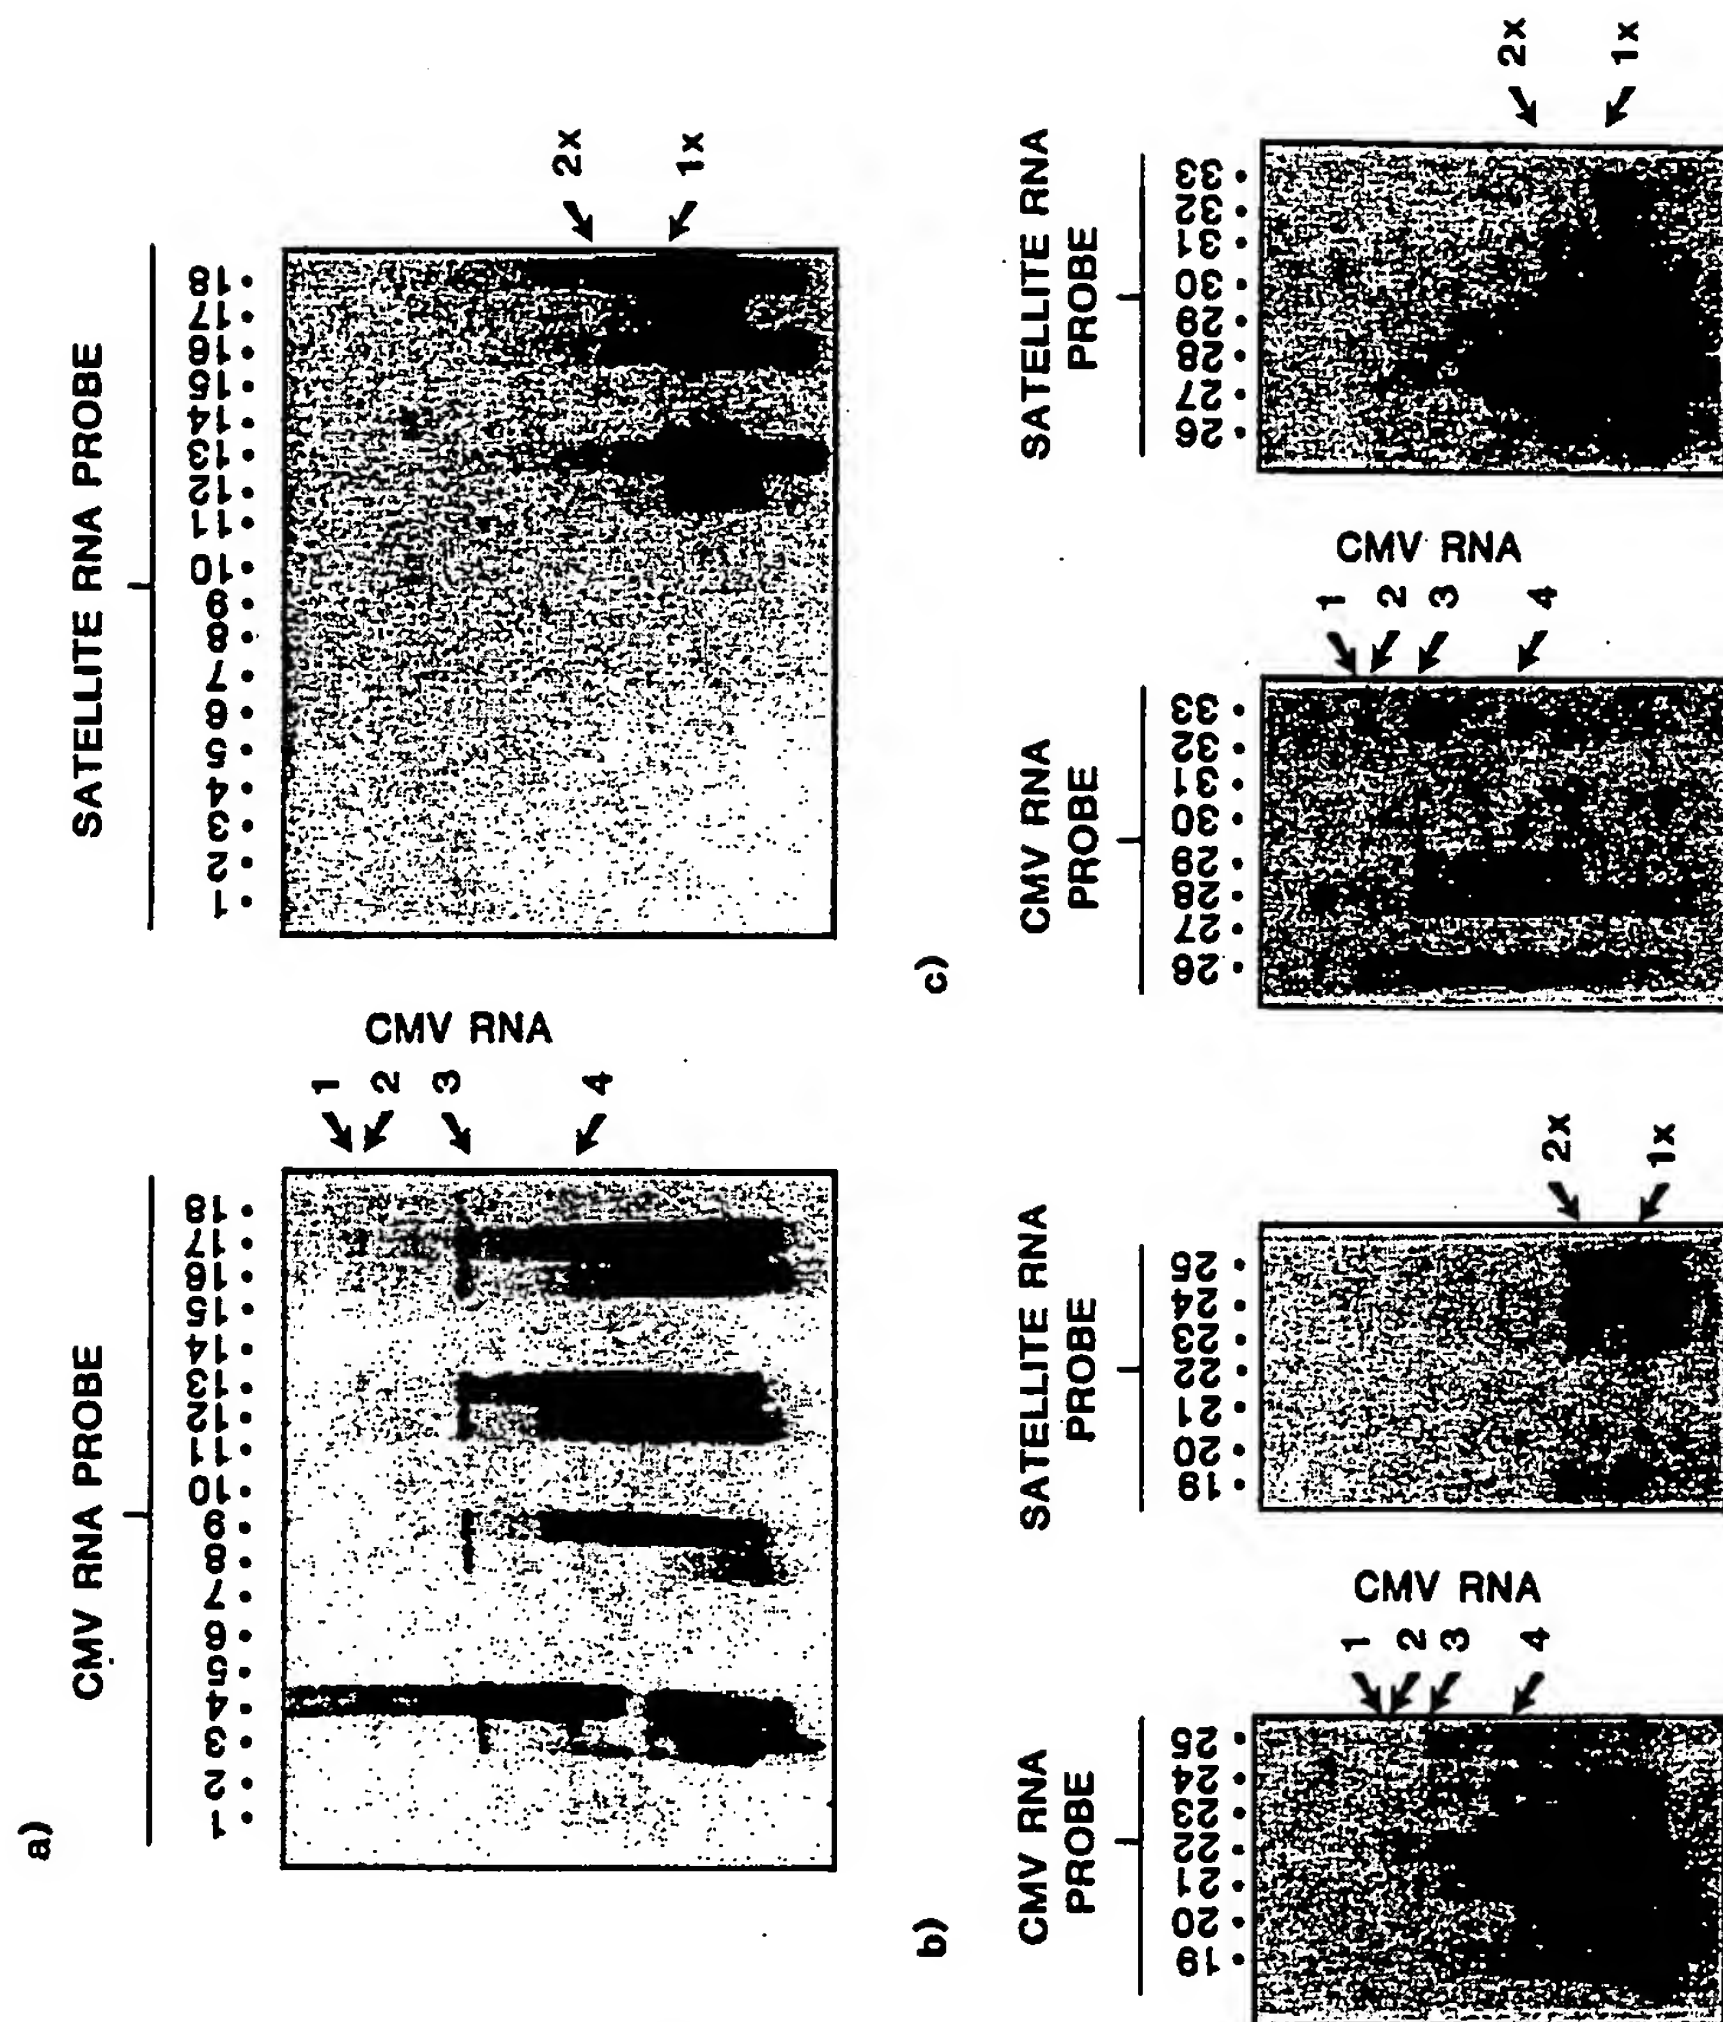 a)
CMV RNA PROBE
1 2 3 4 5 6 7 8 9 10 11 12 13 14 15 16 17 18
1
2
3
4
CMV RNA
SATELLITE RNA PROBE
1 2 3 4 5 6 7 8 9 10 11 12 13 14 15 16 17 18
2x
1x
b)
CMV RNA
PROBE
19 20 21 22 23 24 25
1
2
3
4
CMV RNA
SATELLITE RNA
PROBE
19 20 21 22 23 24 25
2x
1x
c)
CMV RNA
PROBE
26 27 28 29 30 31 32 33
1
2
3
4
CMV RNA
SATELLITE RNA
PROBE
26 27 28 29 30 31 32 33
2x
1x